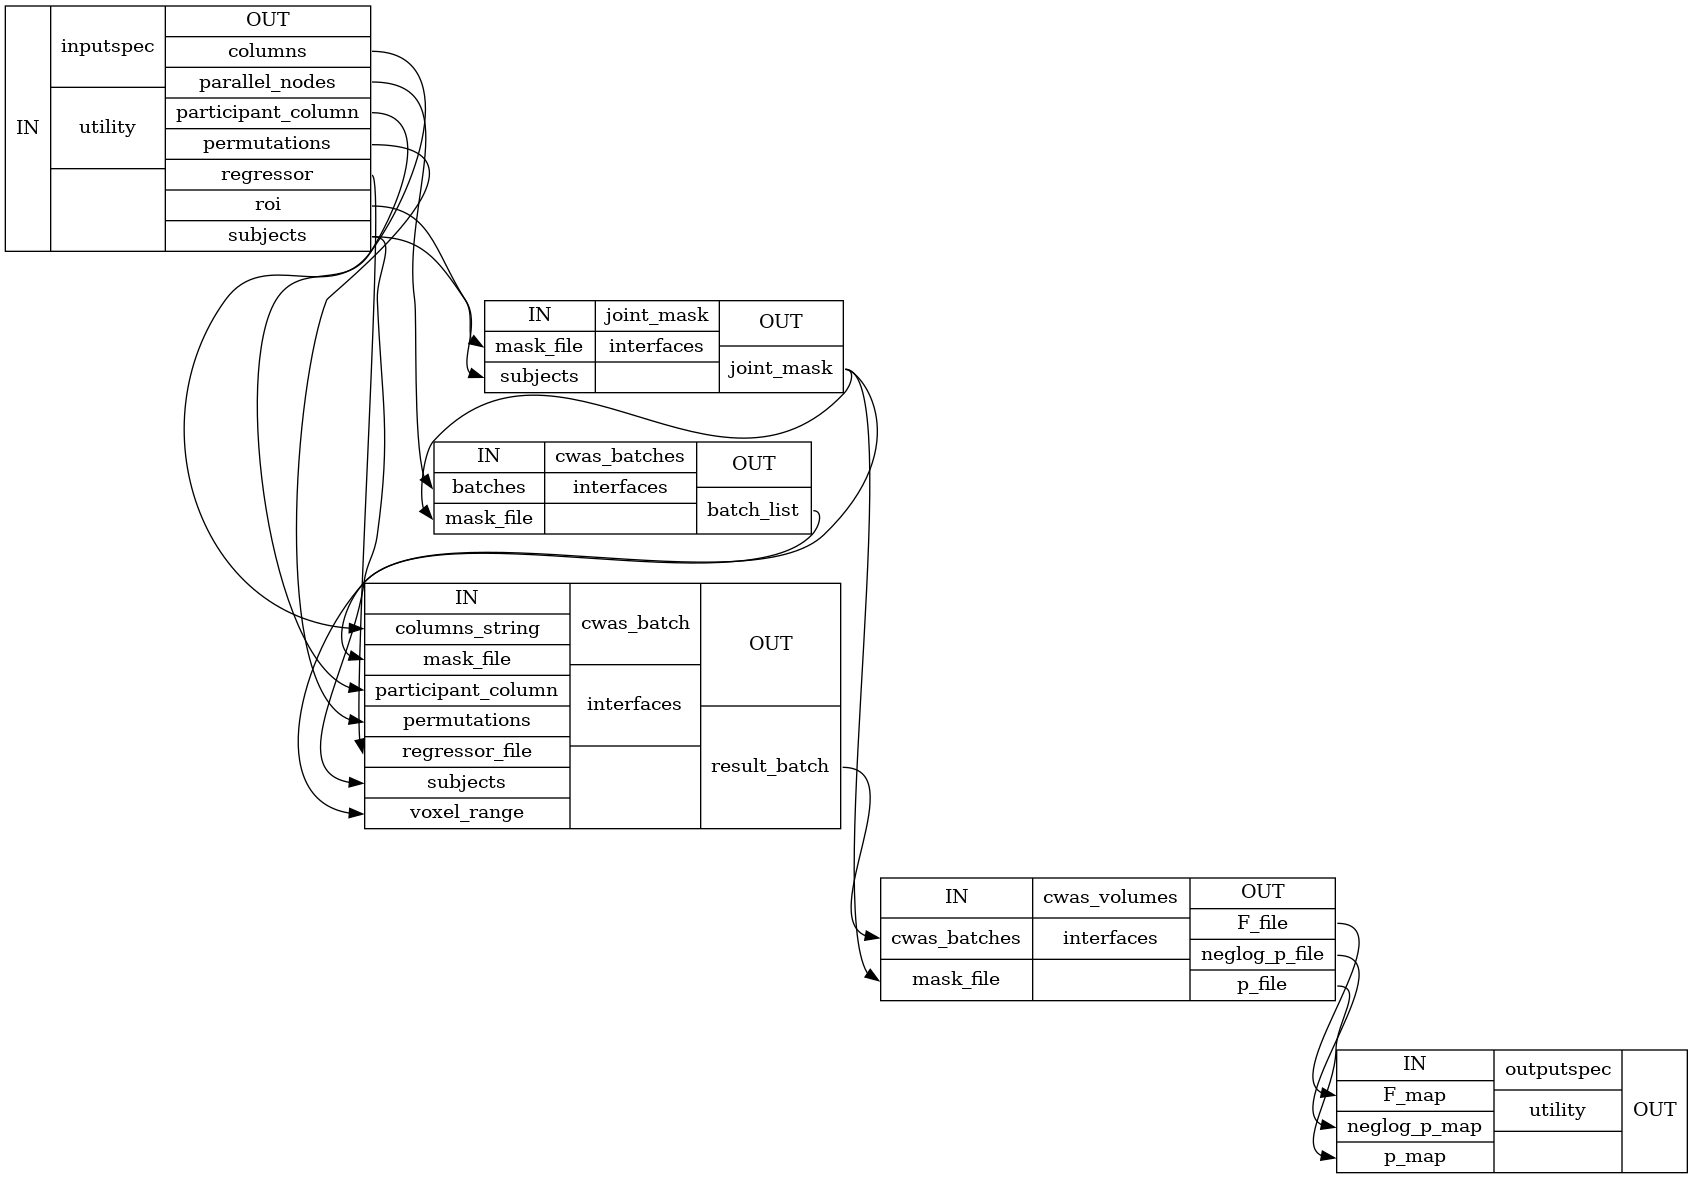 IN
inputspec
utility
OUT
columns
parallel_nodes
participant_column
permutations
regressor
roi
subjects
IN
mask_file
subjects
joint_mask
interfaces
OUT
joint_mask
IN
batches
mask_file
cwas_batches
interfaces
OUT
batch_list
IN
columns_string
mask_file
participant_column
permutations
regressor_file
subjects
voxel_range
cwas_batch
interfaces
OUT
result_batch
IN
cwas_batches
mask_file
cwas_volumes
interfaces
OUT
F_file
neglog_p_file
p_file
IN
F_map
neglog_p_map
p_map
outputspec
utility
OUT